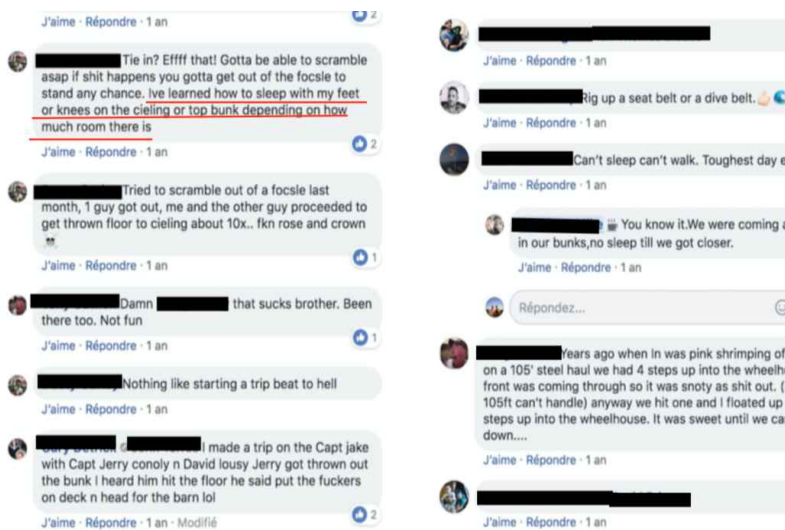 J'aime · Répondre · 1 an
2
Tie in? Effff that! Gotta be able to scramble
asap if shit happens you gotta get out of the focsle to
stand any chance. Ive learned how to sleep with my feet
or knees on the cieling or top bunk depending on how
much room there is
2
J'aime · Répondre · 1 an
Tried to scramble out of a focsle last
month, 1 guy got out, me and the other guy proceeded to
get thrown floor to cieling about 10x.. fkn rose and crown
1
J'aime · Répondre · 1 an
Damn that sucks brother. Been
there too. Not fun
1
J'aime · Répondre · 1 an
Nothing like starting a trip beat to hell
J'aime · Répondre · 1 an
I made a trip on the Capt jake
with Capt Jerry conoly n David lousy Jerry got thrown out
the bunk I heard him hit the floor he said put the fuckers
on deck n head for the barn lol
2
J'aime · Répondre · 1 an · Modifié
J'aime · Répondre · 1 an
Rig up a seat belt or a dive belt.
J'aime · Répondre · 1 an
Can't sleep can't walk. Toughest day e
J'aime · Répondre · 1 an
You know it.We were coming a
in our bunks,no sleep till we got closer.
J'aime · Répondre · 1 an
Répondez...
Years ago when In was pink shrimping of
on a 105' steel haul we had 4 steps up into the wheelh
front was coming through so it was snoty as shit out. (
105ft can't handle) anyway we hit one and I floated up
steps up into the wheelhouse. It was sweet until we ca
down....
J'aime · Répondre · 1 an
J'aime · Répondre · 1 an